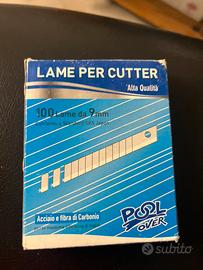 LAME PER CUTTER
Alta Qualità
100 Lame da 9mm
Acciaio e fibra di Carbonio
POOL
OVER
subito